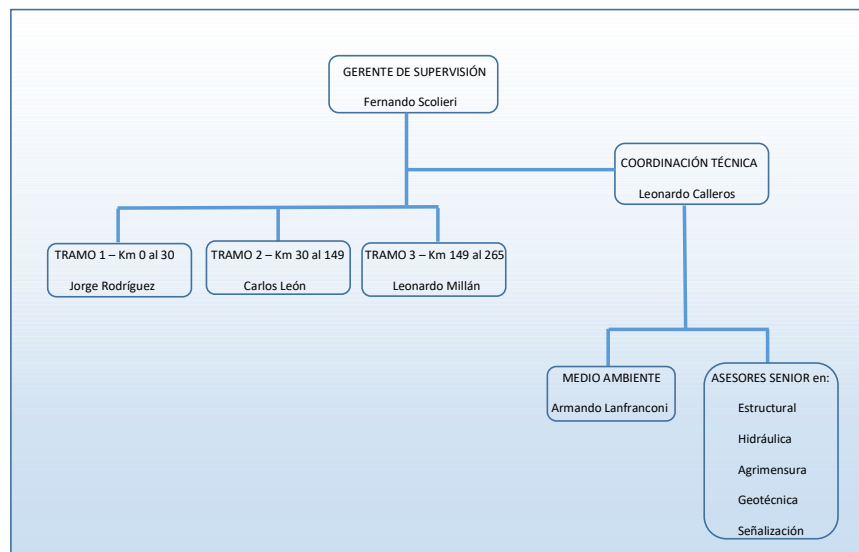 GERENTE DE SUPERVISIÓN
Fernando Scolieri
COORDINACIÓN TÉCNICA
Leonardo Calleros
TRAMO 1 – Km 0 al 30
Jorge Rodríguez
TRAMO 2 – Km 30 al 149
Carlos León
TRAMO 3 – Km 149 al 265
Leonardo Millán
MEDIO AMBIENTE
Armando Lanfranconi
ASESORES SENIOR en:
Estructural
Hidráulica
Agrimensura
Geotécnica
Señalización